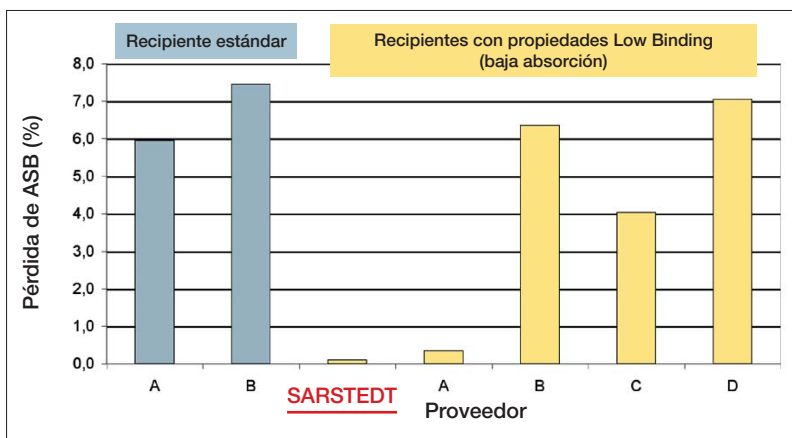 Recipiente estándar
Recipientes con propiedades Low Binding
(baja absorción)
Pérdida de ASB (%)
8,0
7,0
6,0
5,0
4,0
3,0
2,0
1,0
0,0
A
B
SARSTEDT
A
B
C
D
Proveedor